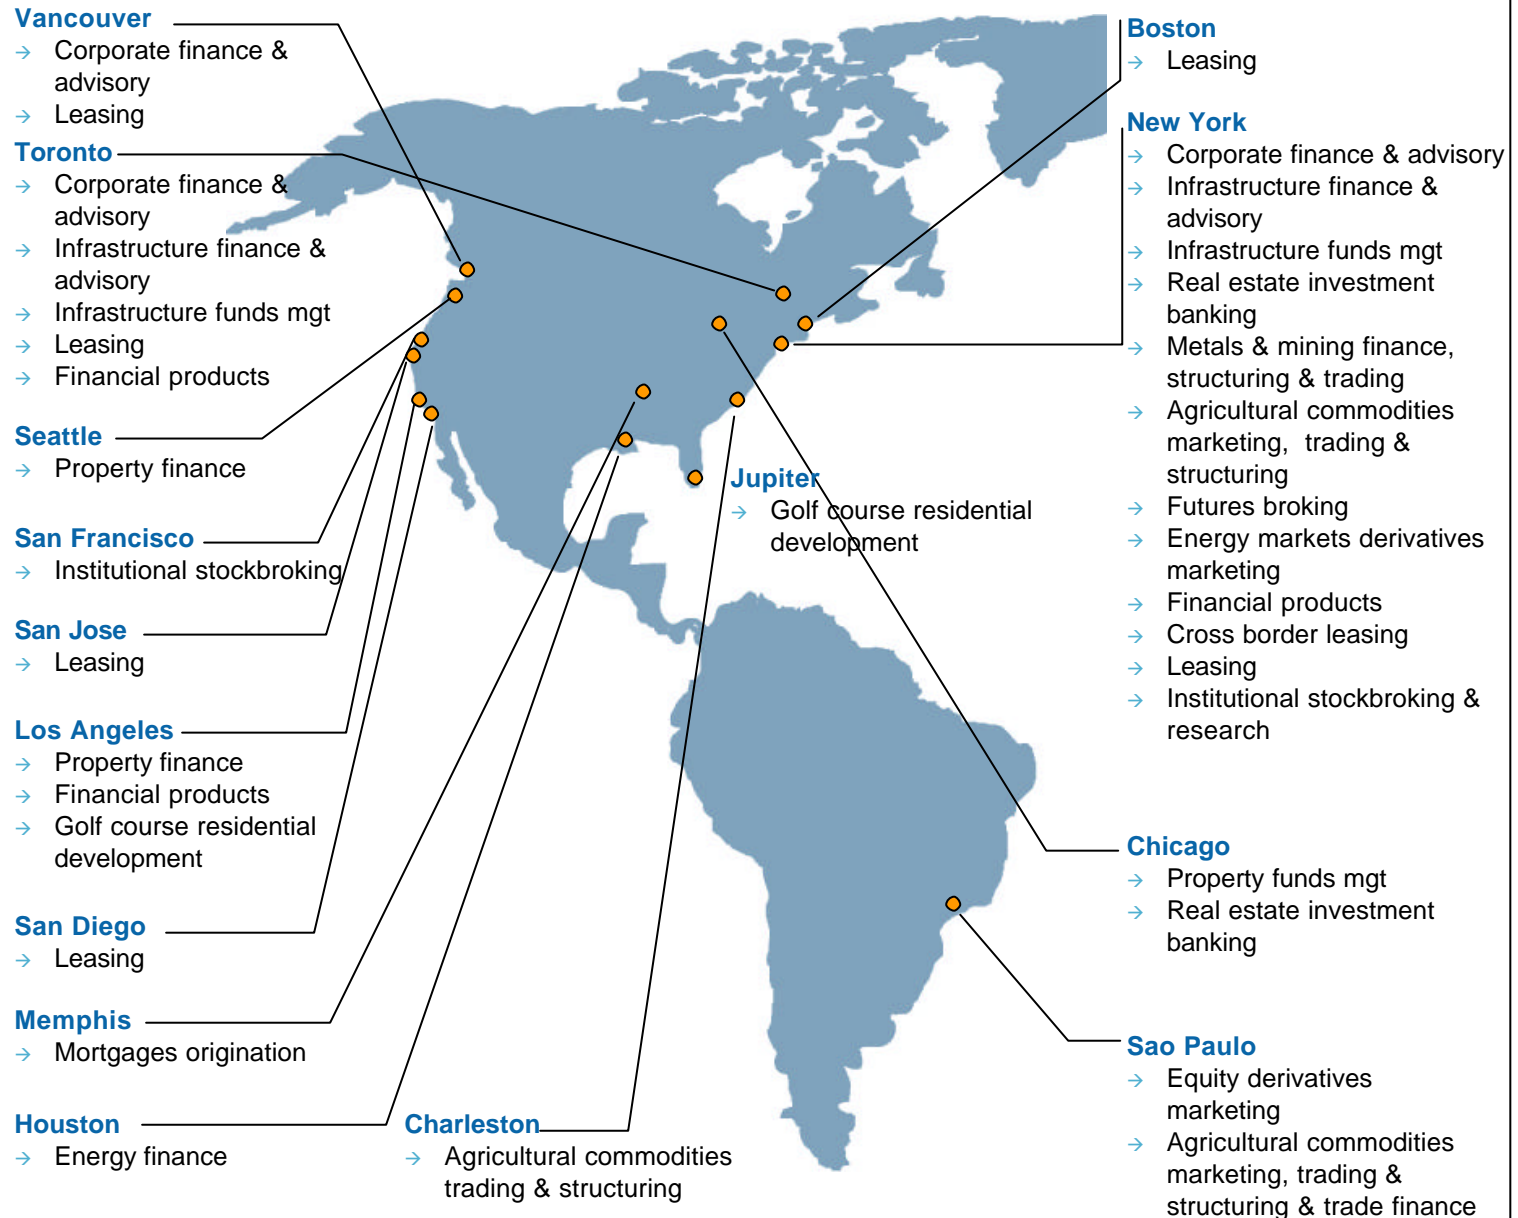 Vancouver
→ Corporate finance &
advisory
→ Leasing
Toronto
→ Corporate finance &
advisory
→ Infrastructure finance &
advisory
→ Infrastructure funds mgt
→ Leasing
→ Financial products
Seattle
→ Property finance
San Francisco
→ Institutional stockbroking
San Jose
→ Leasing
Los Angeles
→ Property finance
→ Financial products
→ Golf course residential
development
San Diego
→ Leasing
Memphis
→ Mortgages origination
Houston
→ Energy finance
Charleston
→ Agricultural commodities
trading & structuring
Jupiter
→ Golf course residential
development
Boston
→ Leasing
New York
→ Corporate finance & advisory
→ Infrastructure finance &
advisory
→ Infrastructure funds mgt
→ Real estate investment
banking
→ Metals & mining finance,
structuring & trading
→ Agricultural commodities
marketing, trading &
structuring
→ Futures broking
→ Energy markets derivatives
marketing
→ Financial products
→ Cross border leasing
→ Leasing
→ Institutional stockbroking &
research
Chicago
→ Property funds mgt
→ Real estate investment
banking
Sao Paulo
→ Equity derivatives
marketing
→ Agricultural commodities
marketing, trading &
structuring & trade finance